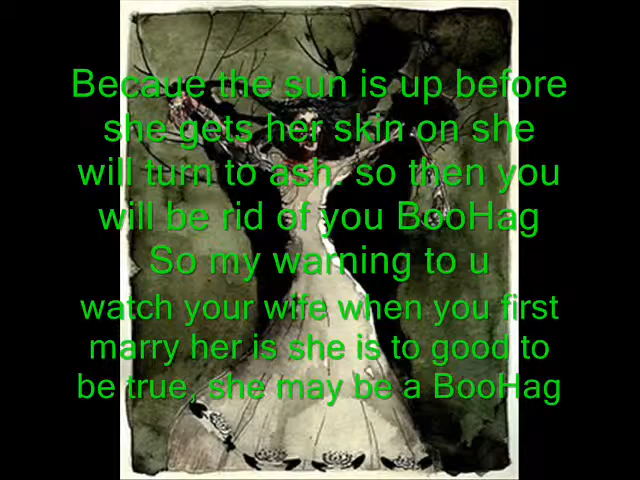 Becaue the sun is up before
she gets her skin on she
will turn to ash. so then you
will be rid of you BooHag
So my warning to u
watch your wife when you first
marry her is she is to good to
be true, she may be a BooHag